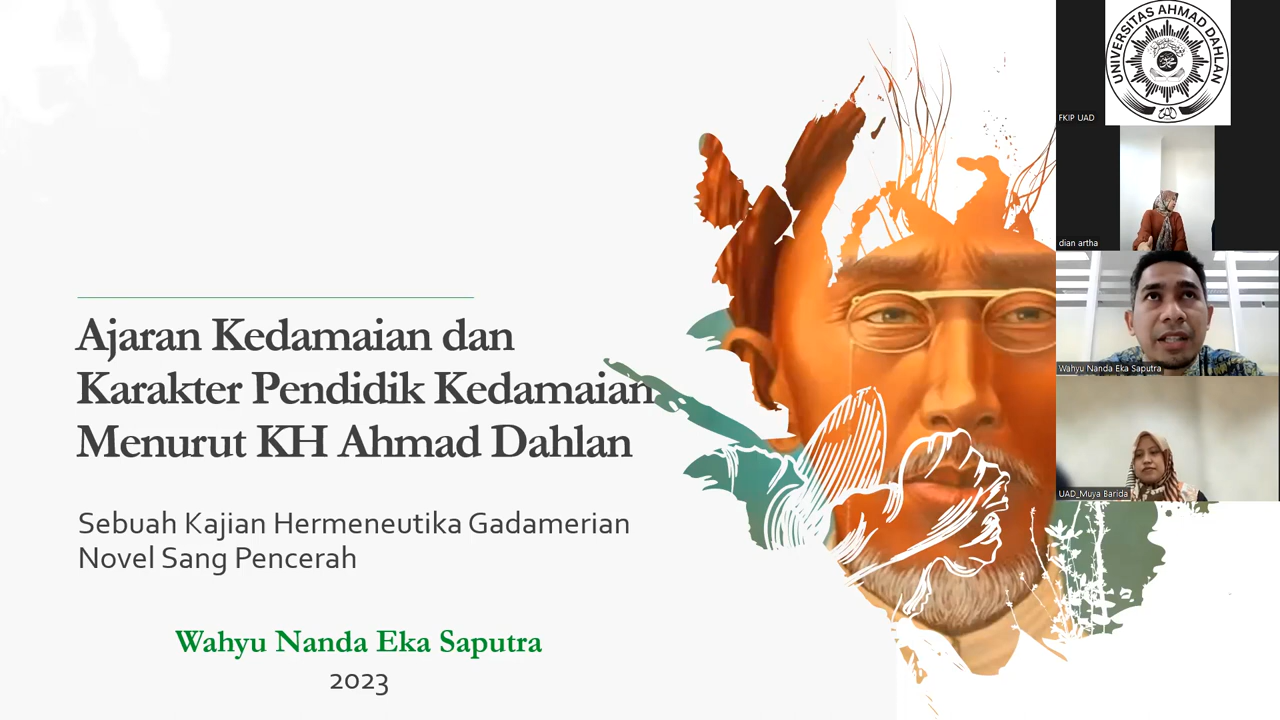 Ajaran Kedamaian dan
Karakter Pendidik Kedamaian
Menurut KH Ahmad Dahlan
Sebuah Kajian Hermeneutika Gadamerian
Novel Sang Pencerah
Wahyu Nanda Eka Saputra
2023
UNIVERSITAS AHMAD DAHLAN
FKIP UAD
dian artha
Wahyu Nanda Eka Saputra
UAD_Muya Barida